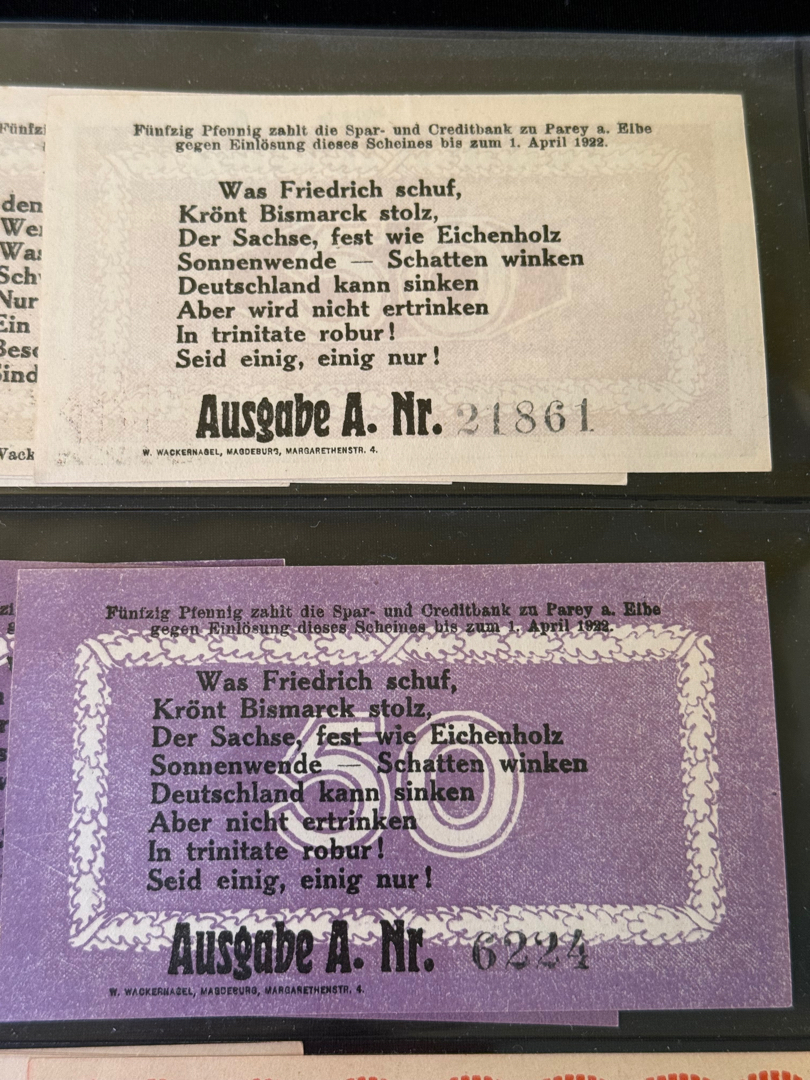 Fünfzig Pfennig zahlt die Spar- und Creditbank zu Parey a. Elbe
gegen Einlösung dieses Scheines bis zum 1. April 1922.
Was Friedrich schuf,
Krönt Bismarck stolz,
Der Sachse, fest wie Eichenholz
Sonnenwende — Schatten winken
Deutschland kann sinken
Aber wird nicht ertrinken
In trinitate robur!
Seid einig, einig nur!
Ausgabe A. Nr. 21861
W. WACKERNAGEL, MAGDEBURG, MARGARETHENSTR. 4.
den
Nur
Ein
Fünfzig Pfennig zahlt die Spar- und Creditbank zu Parey a. Elbe
gegen Einlösung dieses Scheines bis zum 1. April 1922.
50
Was Friedrich schuf,
Krönt Bismarck stolz,
Der Sachse, fest wie Eichenholz
Sonnenwende — Schatten winken
Deutschland kann sinken
Aber nicht ertrinken
In trinitate robur!
Seid einig, einig nur!
Ausgabe A. Nr. 6224
W. WACKERNAGEL, MAGDEBURG, MARGARETHENSTR. 4.